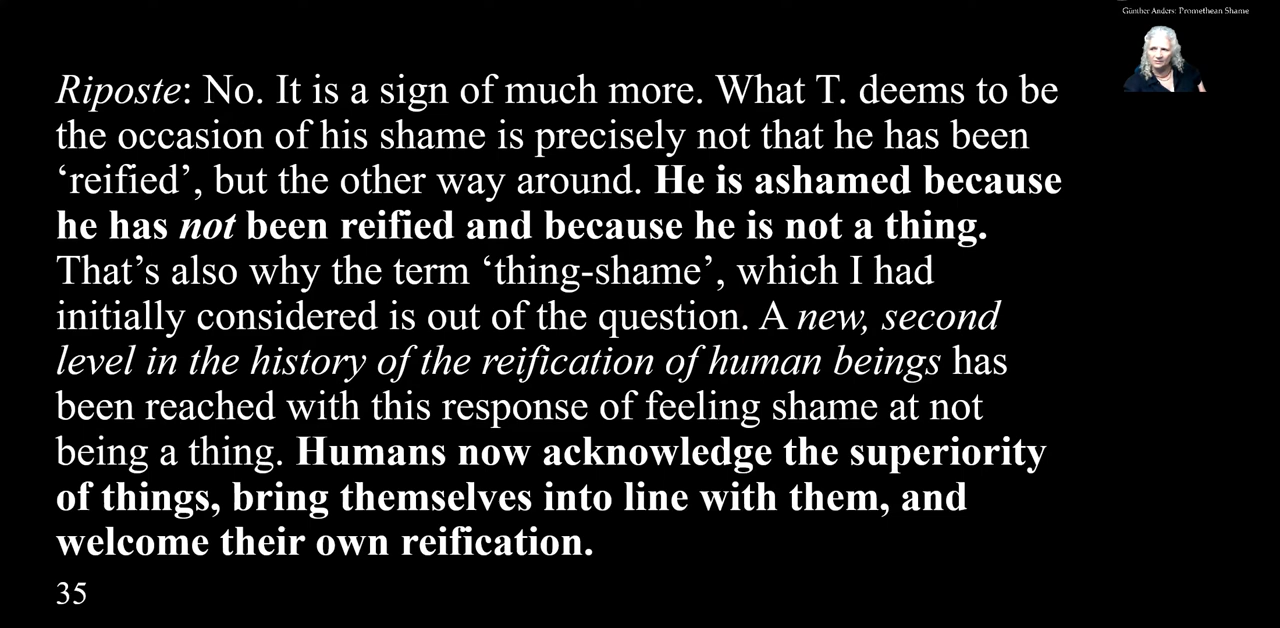 Günther Anders: Promethean Shame
Riposte: No. It is a sign of much more. What T. deems to be
the occasion of his shame is precisely not that he has been
‘reified’, but the other way around. He is ashamed because
he has not been reified and because he is not a thing.
That’s also why the term ‘thing-shame’, which I had
initially considered is out of the question. A new, second
level in the history of the reification of human beings has
been reached with this response of feeling shame at not
being a thing. Humans now acknowledge the superiority
of things, bring themselves into line with them, and
welcome their own reification.
35